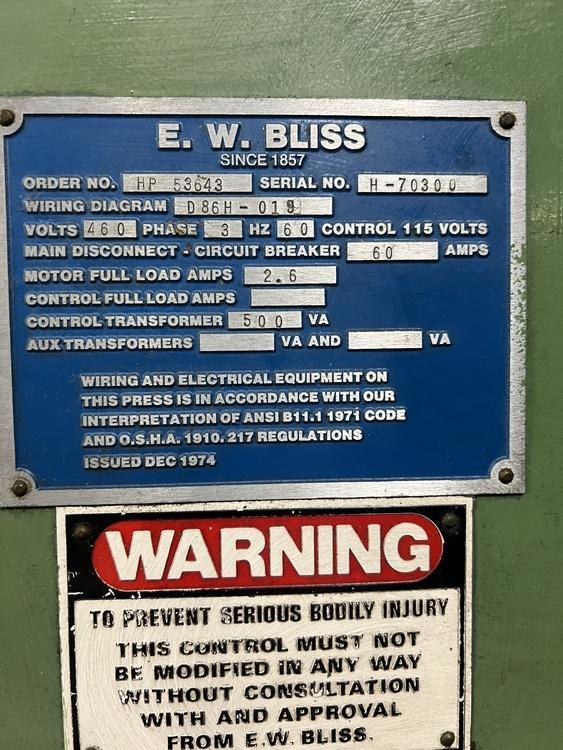 E. W. BLISS
SINCE 1857
ORDER NO. HP 53643 SERIAL NO. H-70300
WIRING DIAGRAM
VOLTS 460 PHASE 3 HZ 60 CONTROL 115 VOLTS
MAIN DISCONNECT - CIRCUIT BREAKER 60 AMPS
MOTOR FULL LOAD AMPS 2.6
CONTROL FULL LOAD AMPS
CONTROL TRANSFORMER 500 VA
AUX TRANSFORMERS VA AND VA
WIRING AND ELECTRICAL EQUIPMENT ON
THIS PRESS IS IN ACCORDANCE WITH OUR
INTERPRETATION OF ANSI B11.1 1971 CODE
AND O.S.H.A. 1910.217 REGULATIONS
ISSUED DEC 1974
WARNING
TO PREVENT SERIOUS BODILY INJURY
THIS CONTROL MUST NOT
BE MODIFIED IN ANY WAY
WITHOUT CONSULTATION
WITH AND APPROVAL
FROM E.W. BLISS.